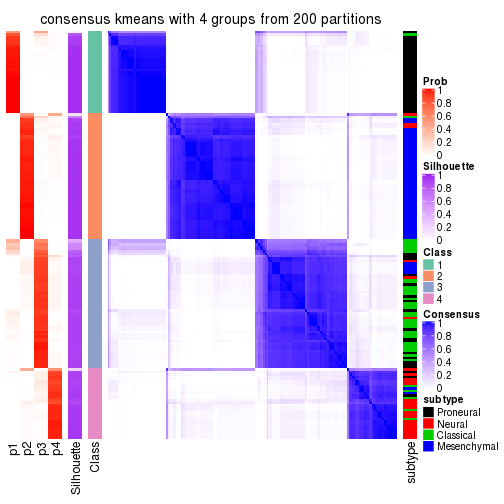 consensus kmeans with 4 groups from 200 partitions
Prob
1
0.8
0.6
0.4
0.2
0
Silhouette
1
0.8
0.6
0.4
0.2
0
Class
1
2
3
4
Consensus
1
0.8
0.6
0.4
0.2
0
subtype
Proneural
Neural
Classical
Mesenchymal
p1
p2
p3
p4
Silhouette
Class
subtype